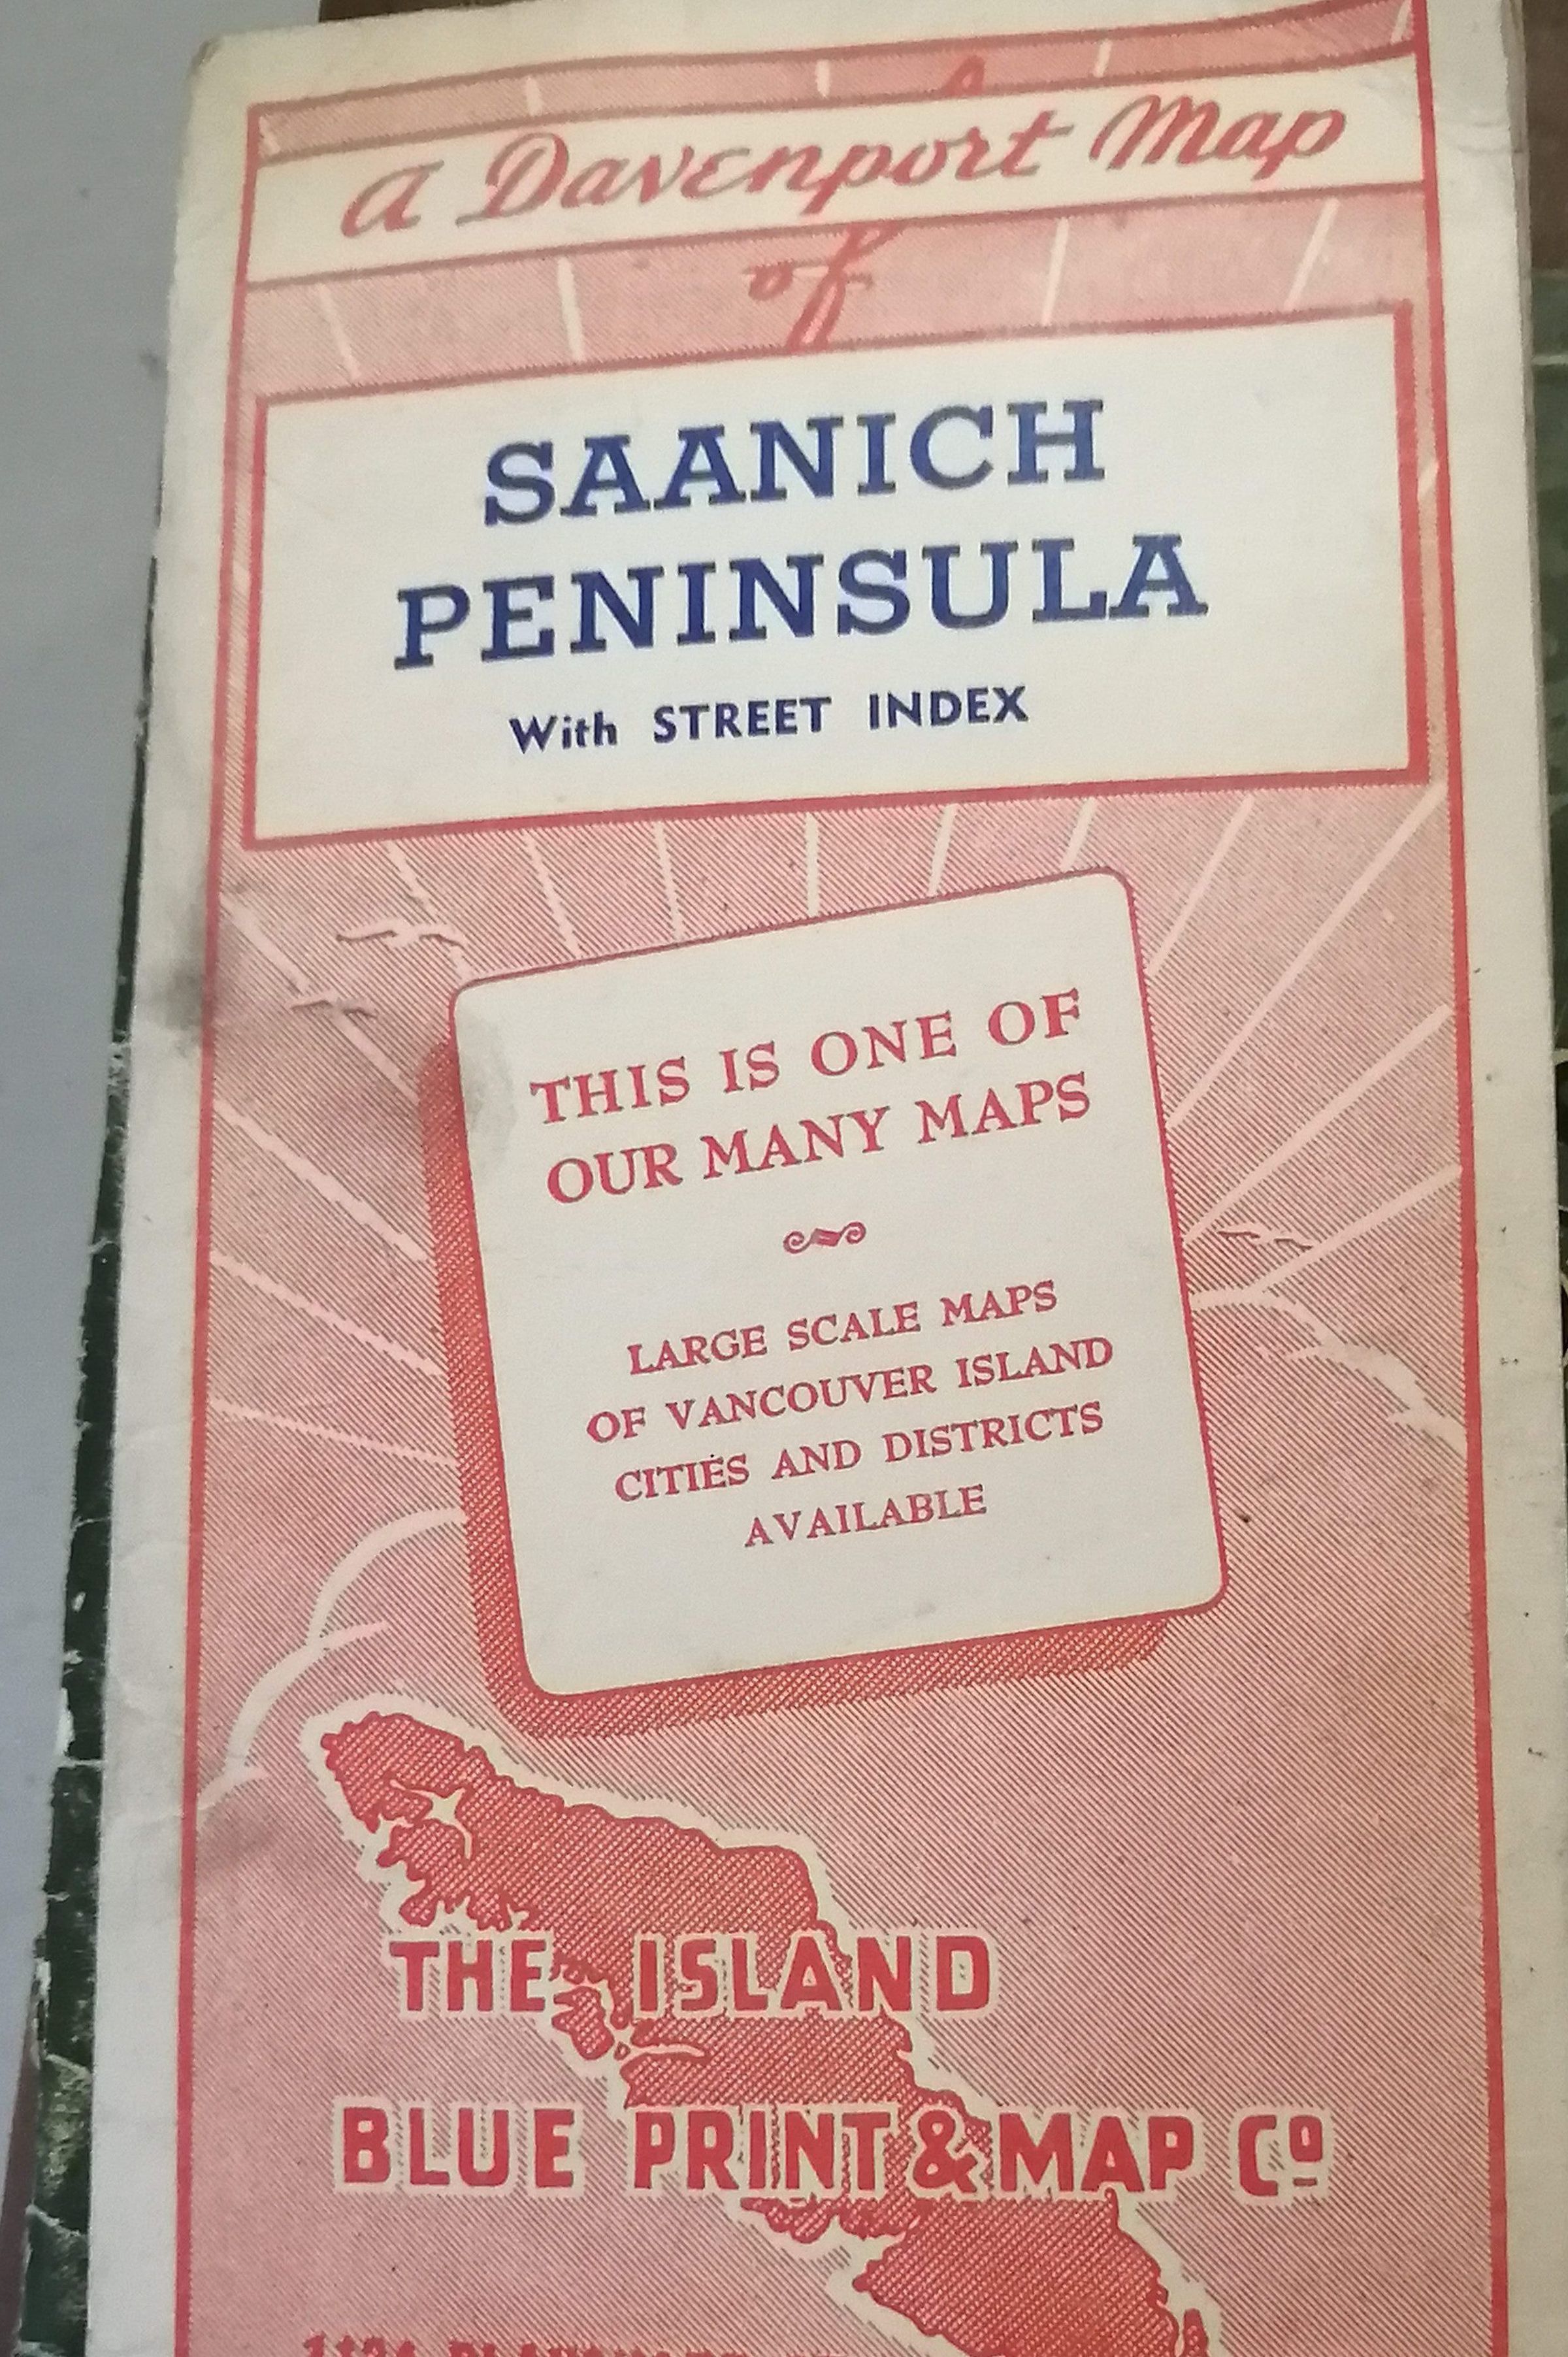 A Davenport Map
of
SAANICH
PENINSULA
With STREET INDEX
THIS IS ONE OF
OUR MANY MAPS
LARGE SCALE MAPS
OF VANCOUVER ISLAND
CITIES AND DISTRICTS
AVAILABLE
THE ISLAND
BLUE PRINT & MAP Co